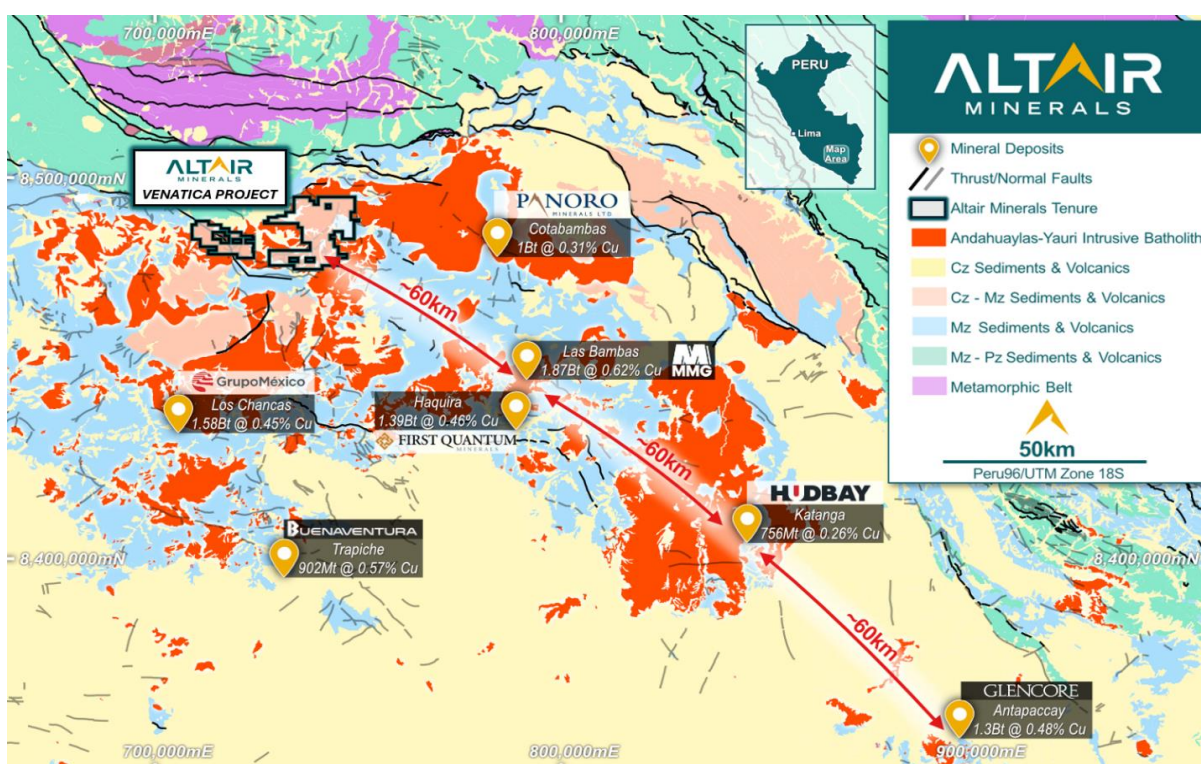 700,000mE
800,000mE
8,500,000mN
ALTAIR
MINERALS
VENATICA PROJECT
PANORO
MINERALS LTD.
Cotabambas
1Bt @ 0.31% Cu
PERU
Lima
Map
Area
~60km
Las Bambas
1.87Bt @ 0.62% Cu
MMG
GrupoMéxico
Los Chancas
1.58Bt @ 0.45% Cu
Haquira
1.39Bt @ 0.46% Cu
FIRST QUANTUM
MINERALS
~60km
HUDBAY
Katanga
756Mt @ 0.26% Cu
BUENAVENTURA
Trapiche
902Mt @ 0.57% Cu
8,400,000mN
8,400,000mN
~60km
GLENCORE
Antapaccay
1.3Bt @ 0.48% Cu
700,000mE
800,000mE
900,000mE
ALTAIR
MINERALS
Mineral Deposits
Thrust/Normal Faults
Altair Minerals Tenure
Andahuaylas-Yauri Intrusive Batholith
Cz Sediments & Volcanics
Cz - Mz Sediments & Volcanics
Mz Sediments & Volcanics
Mz - Pz Sediments & Volcanics
Metamorphic Belt
50km
Peru96/UTM Zone 18S